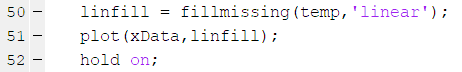 50 – linfill = fillmissing(temp,'linear');
51 – plot(xData,linfill);
52 – hold on;